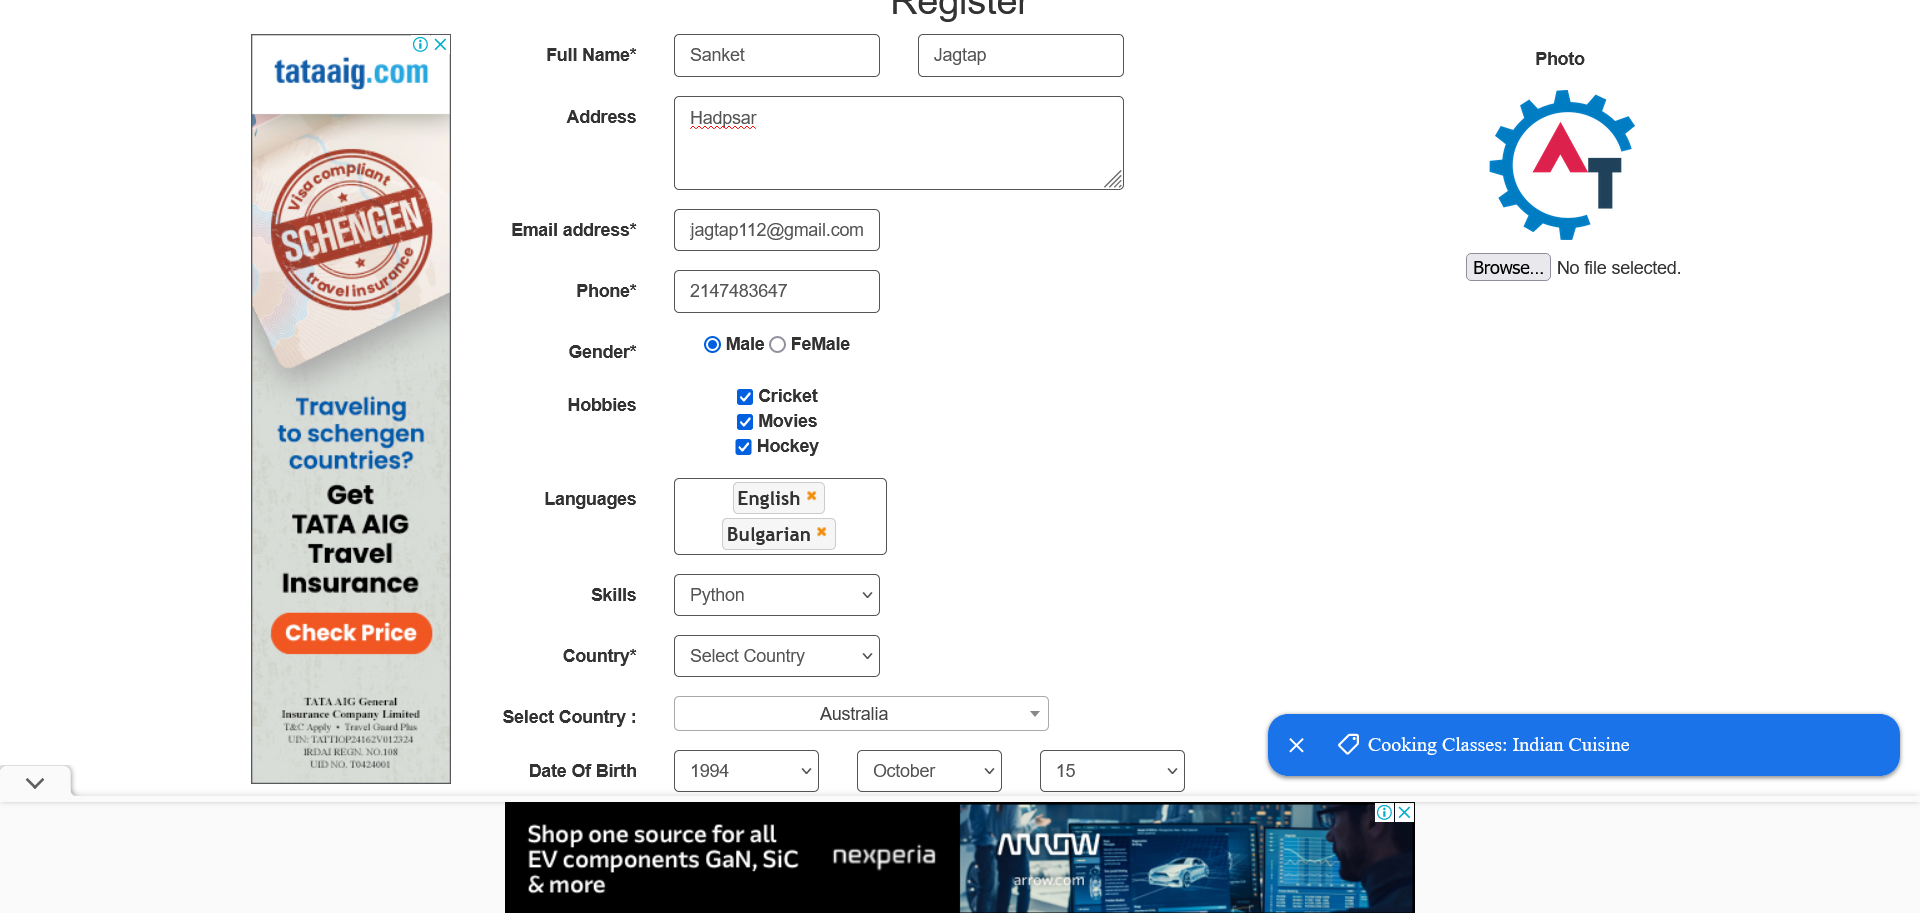 Register
tataaig.com
Visa compliant
SCHENGEN
travel insurance
Traveling
to schengen
countries?
Get
TATA AIG
Travel
Insurance
Check Price
TATA AIG General
Insurance Company Limited
T&C Apply • Travel Guard Plus
UIN: TATTIOP24162V012324
IRDAI REGN. NO.108
UID NO. T0424001
Full Name* Sanket Jagtap
Address Hadpsar
Email address* jagtap112@gmail.com
Phone* 2147483647
Gender* Male FeMale
Hobbies Cricket
Movies
Hockey
Languages English
Bulgarian
Skills Python
Country* Select Country
Select Country : Australia
Date Of Birth 1994 October 15
Photo
AT
Browse... No file selected.
Cooking Classes: Indian Cuisine
Shop one source for all
EV components GaN, SiC
& more
nexperia
ARROW
arrow.com